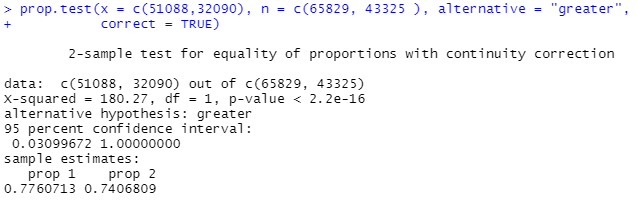 > prop.test(x = c(51088,32090), n = c(65829, 43325 ), alternative = "greater",
+           correct = TRUE)
        2-sample test for equality of proportions with continuity correction
data:  c(51088, 32090) out of c(65829, 43325)
X-squared = 180.27, df = 1, p-value < 2.2e-16
alternative hypothesis: greater
95 percent confidence interval:
 0.03099672 1.00000000
sample estimates:
   prop 1    prop 2
0.7760713 0.7406809